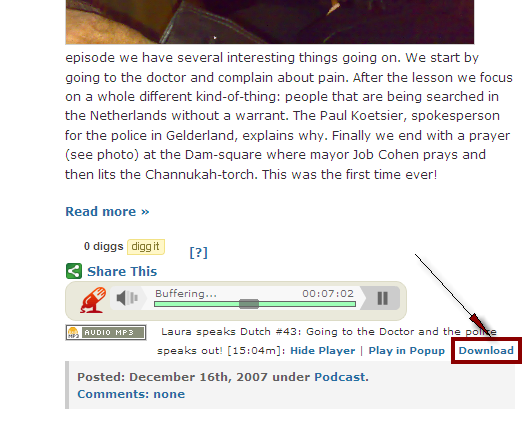 episode we have several interesting things going on. We start by
going to the doctor and complain about pain. After the lesson we focus
on a whole different kind-of-thing: people that are being searched in
the Netherlands without a warrant. The Paul Koetsier, spokesperson
for the police in Gelderland, explains why. Finally we end with a prayer
(see photo) at the Dam-square where mayor Job Cohen prays and
then lits the Channukah-torch. This was the first time ever!
Read more »
0 diggs digg it [?]
Share This
Buffering... 00:07:02
MP3 AUDIO MP3 Laura speaks Dutch #43: Going to the Doctor and the police
speaks out! [15:04m]: Hide Player | Play in Popup Download
Posted: December 16th, 2007 under Podcast.
Comments: none